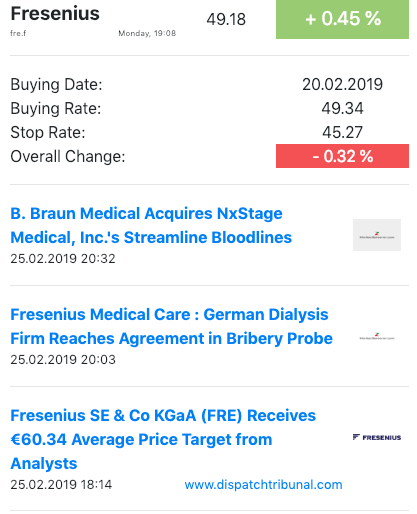 Fresenius 49.18 + 0.45 %
fre.f Monday, 19:08
Buying Date: 20.02.2019
Buying Rate: 49.34
Stop Rate: 45.27
Overall Change: - 0.32 %
B. Braun Medical Acquires NxStage
Medical, Inc.'s Streamline Bloodlines
25.02.2019 20:32
Fresenius Medical Care : German Dialysis
Firm Reaches Agreement in Bribery Probe
25.02.2019 20:03
Fresenius SE & Co KGaA (FRE) Receives
€60.34 Average Price Target from
Analysts
FRESENIUS
25.02.2019 18:14 www.dispatchtribunal.com